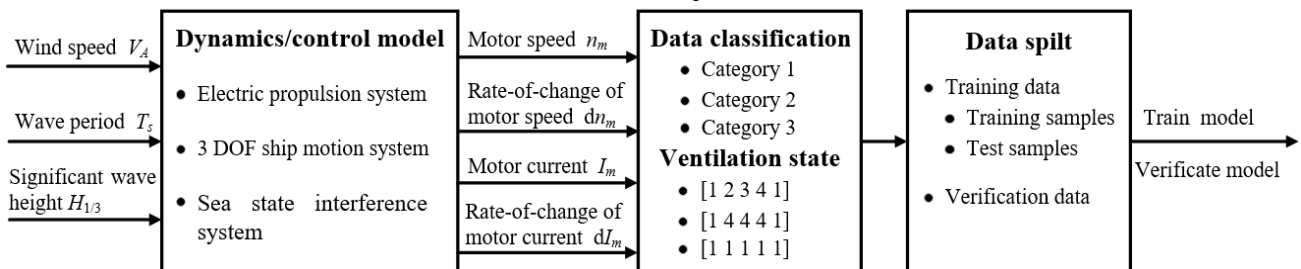 Wind speed V_A
Wave period T_s
Significant wave
height H_{1/3}
Dynamics/control model
• Electric propulsion system
• 3 DOF ship motion system
• Sea state interference
system
Motor speed n_m
Rate-of-change of
motor speed dn_m
Motor current I_m
Rate-of-change of
motor current dI_m
Data classification
• Category 1
• Category 2
• Category 3
Ventilation state
• [1 2 3 4 1]
• [1 4 4 4 1]
• [1 1 1 1 1]
Data spilt
• Training data
• Training samples
• Test samples
• Verification data
Train model
Verificate model